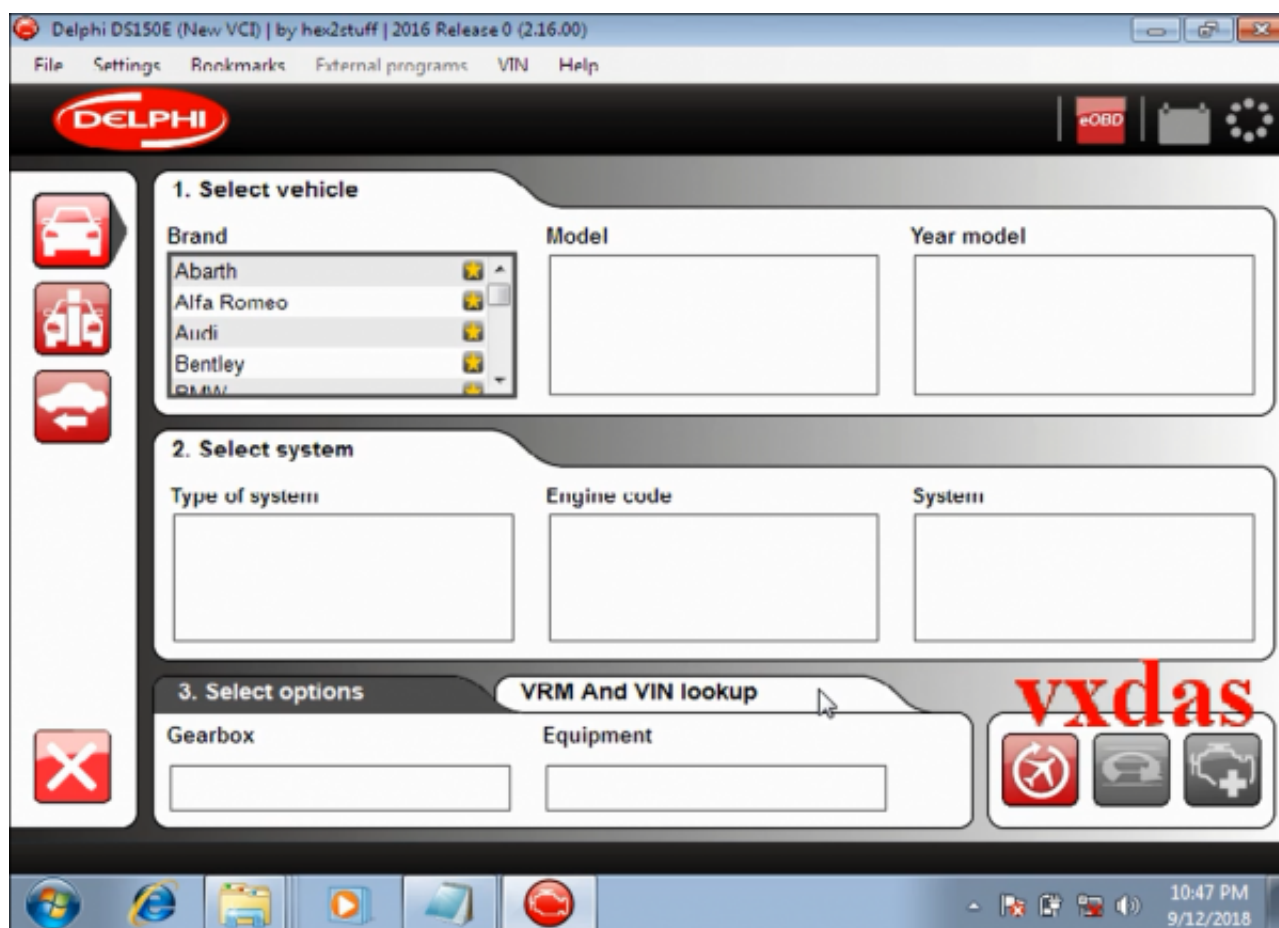 Delphi DS150E (New VCI) | by hex2stuff | 2016 Release 0 (2.16.00)
File Settings Bookmarks External programs VIN Help
DELPHI
eOBD
1. Select vehicle
Brand Model Year model
Abarth
Alfa Romeo
Audi
Bentley
BMW
2. Select system
Type of system Engine code System
3. Select options VRM And VIN lookup
vxdas
Gearbox Equipment
10:47 PM
9/12/2018